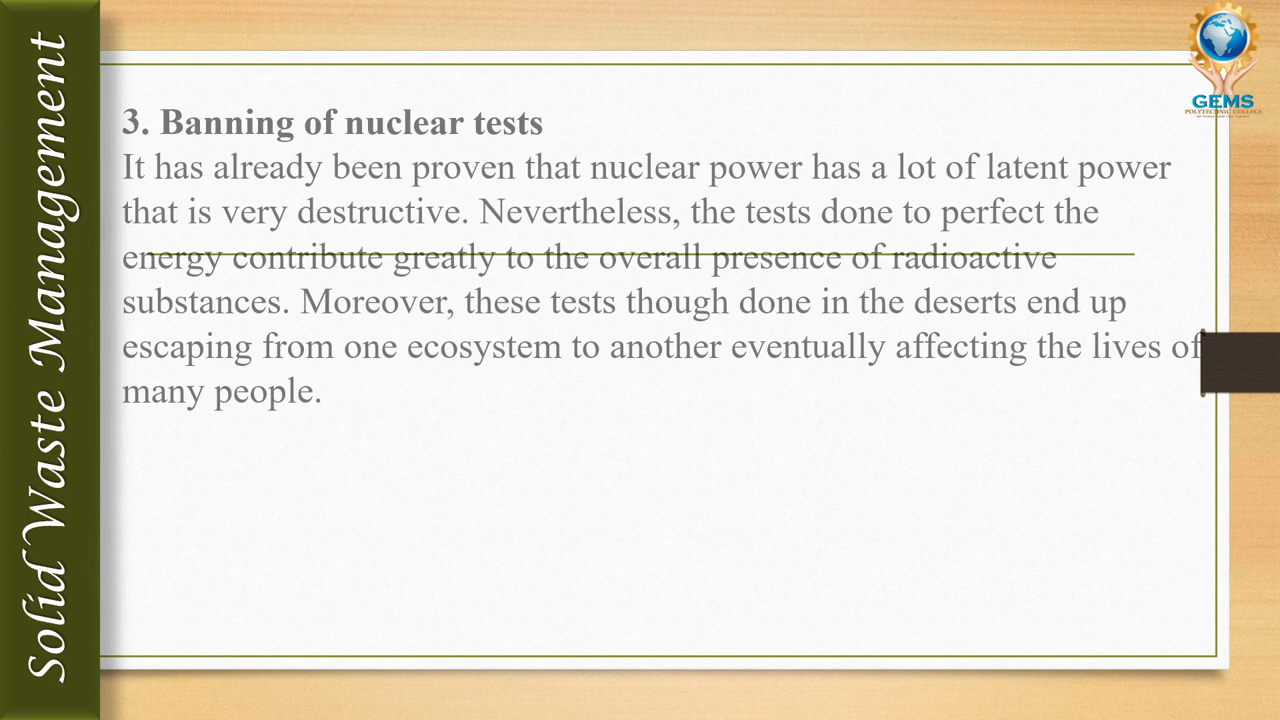 Solid Waste Management
GEMS
POLYTECHNIC COLLEGE
3. Banning of nuclear tests
It has already been proven that nuclear power has a lot of latent power
that is very destructive. Nevertheless, the tests done to perfect the
energy contribute greatly to the overall presence of radioactive
substances. Moreover, these tests though done in the deserts end up
escaping from one ecosystem to another eventually affecting the lives of
many people.